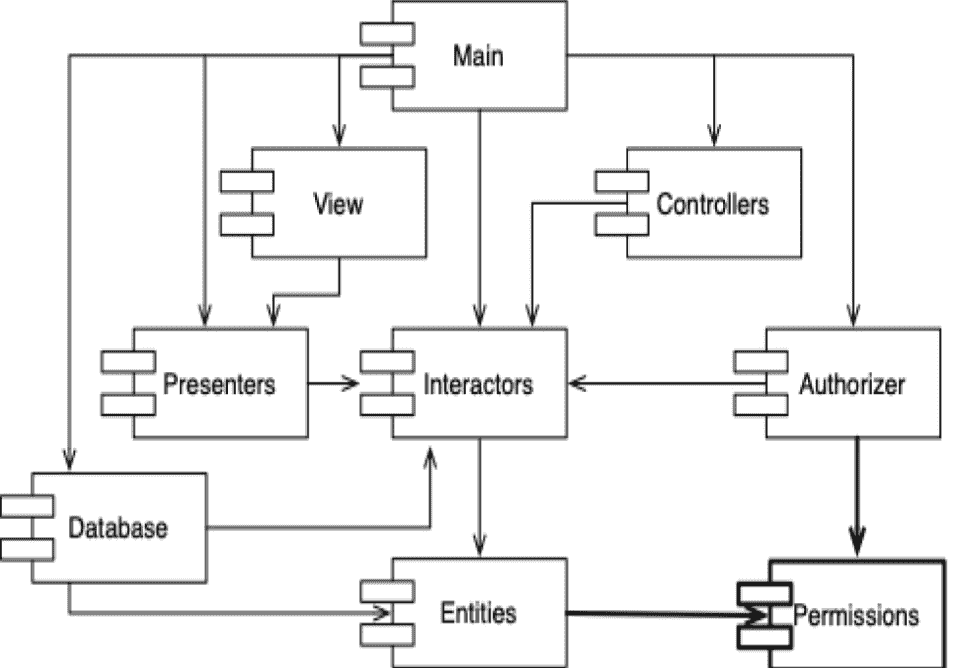 Main
View
Controllers
Presenters
Interactors
Authorizer
Database
Entities
Permissions